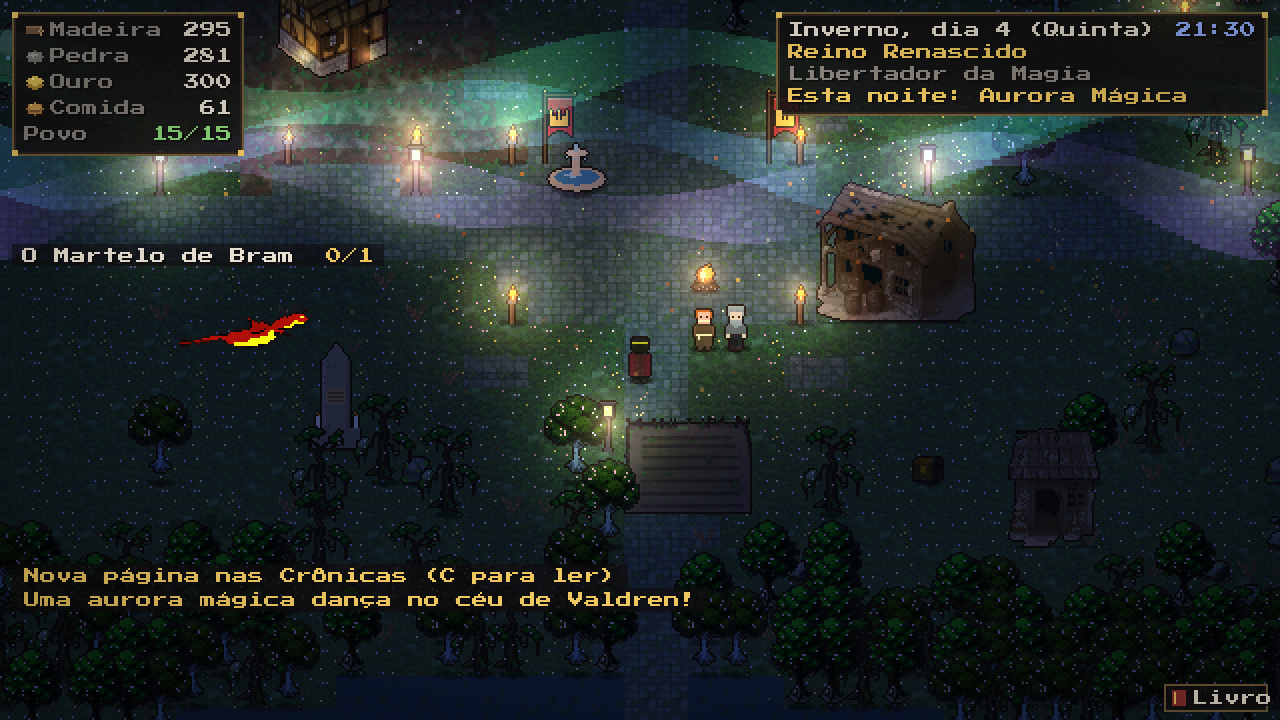 Madeira 295
Pedra 281
Ouro 300
Comida 61
Povo 15/15
Inverno, dia 4 (Quinta) 21:30
Reino Renascido
Libertador da Magia
Esta noite: Aurora Mágica
O Martelo de Bram 0/1
Nova página nas Crônicas (C para ler)
Uma aurora mágica dança no céu de Valdren!
Livro